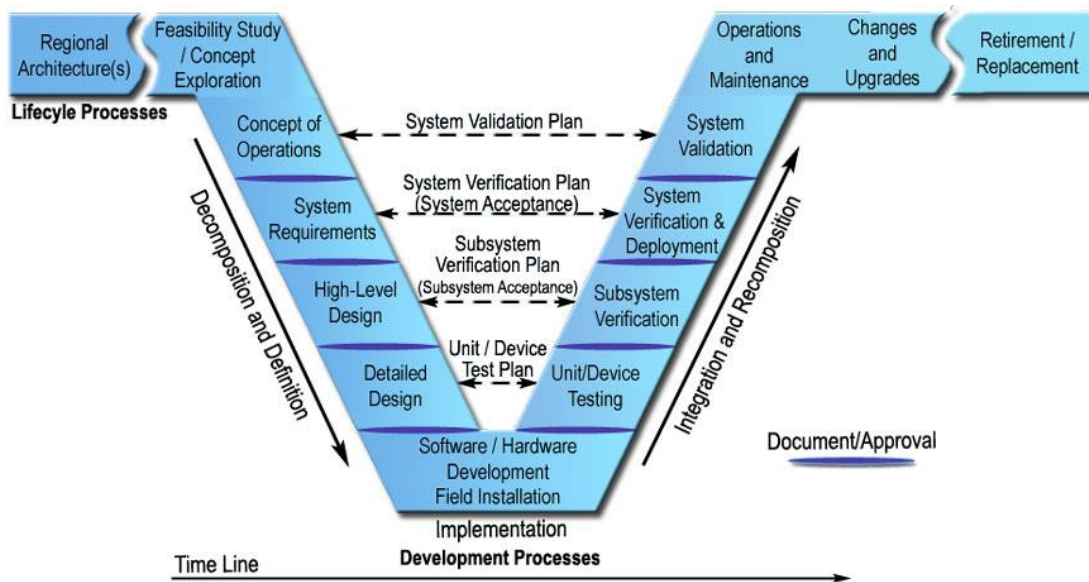 Regional
Architecture(s)
Feasibility Study
/ Concept
Exploration
Operations
and
Maintenance
Changes
and
Upgrades
Retirement /
Replacement
Lifecyle Processes
Concept of
Operations
System Validation Plan
System
Validation
System
Requirements
System Verification Plan
(System Acceptance)
System
Verification &
Deployment
High-Level
Design
Subsystem
Verification Plan
(Subsystem Acceptance)
Subsystem
Verification
Detailed
Design
Unit / Device
Test Plan
Unit/Device
Testing
Decomposition and Definition
Integration and Recomposition
Software / Hardware
Development
Field Installation
Document/Approval
Implementation
Development Processes
Time Line